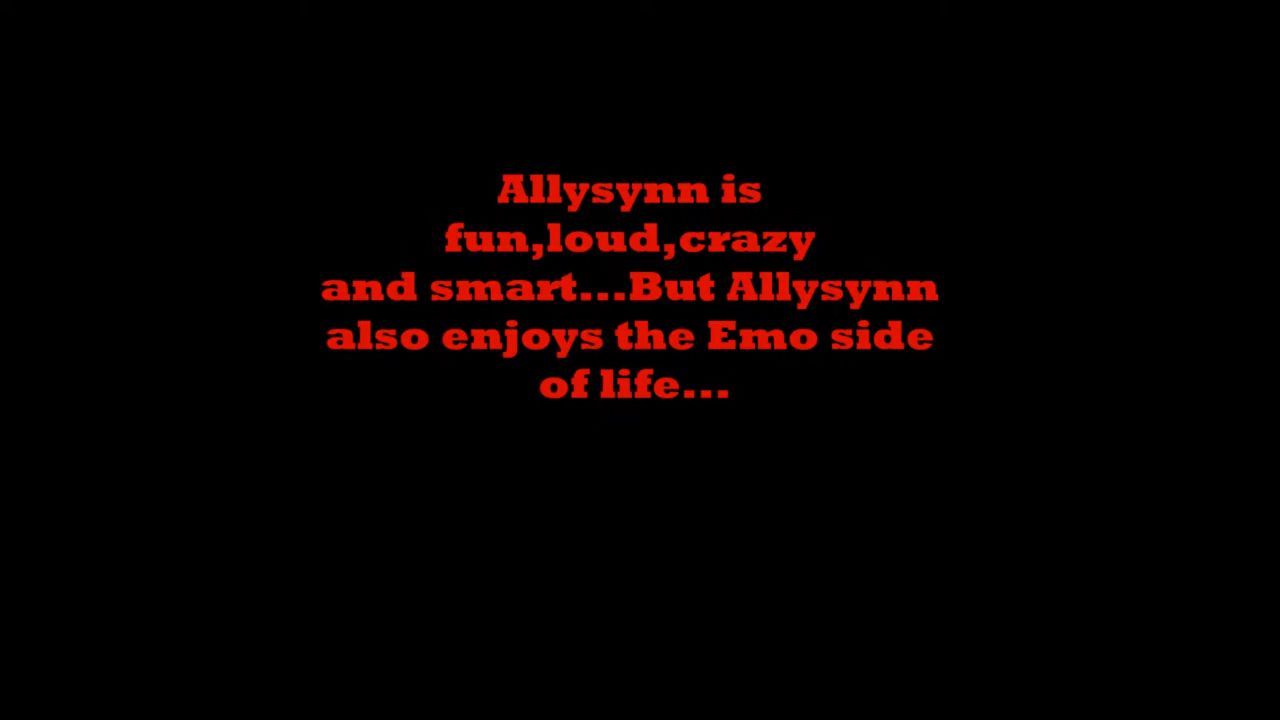 Allysynn is
fun,loud,crazy
and smart...But Allysynn
also enjoys the Emo side
of life...